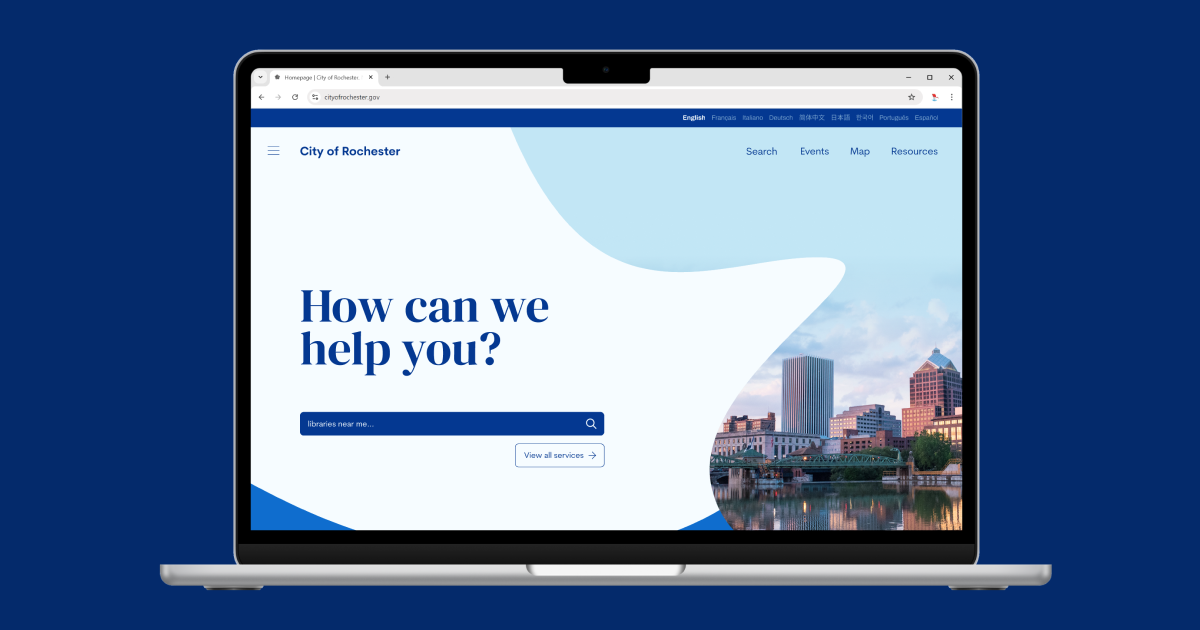 Homepage | City of Rochester.
cityofrochester.gov
English Français Italiano Deutsch 简体中文 日本語 한국어 Português Español
City of Rochester Search Events Map Resources
How can we
help you?
libraries near me...
View all services